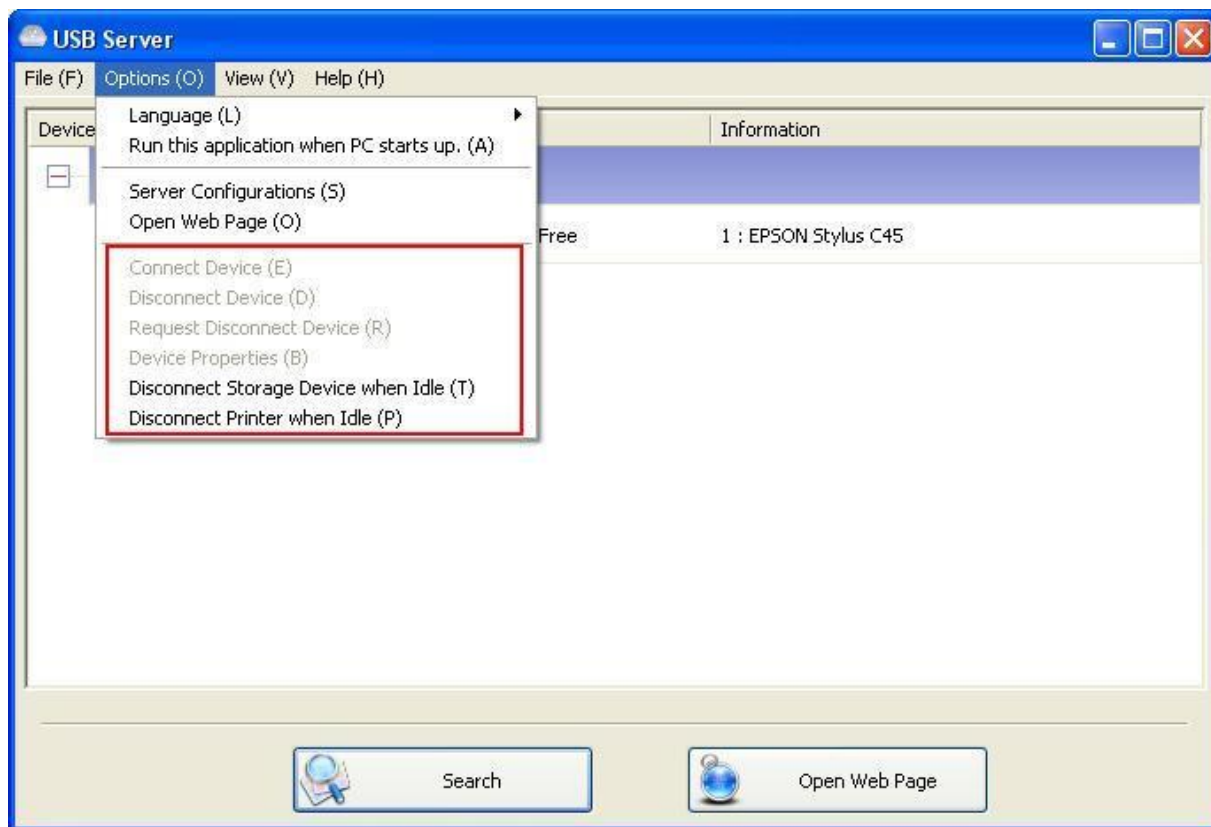 USB Server
File (F) Options (O) View (V) Help (H)
Device Information
Language (L)
Run this application when PC starts up. (A)
Server Configurations (S)
Open Web Page (O)
Free 1 : EPSON Stylus C45
Connect Device (E)
Disconnect Device (D)
Request Disconnect Device (R)
Device Properties (B)
Disconnect Storage Device when Idle (T)
Disconnect Printer when Idle (P)
Search Open Web Page